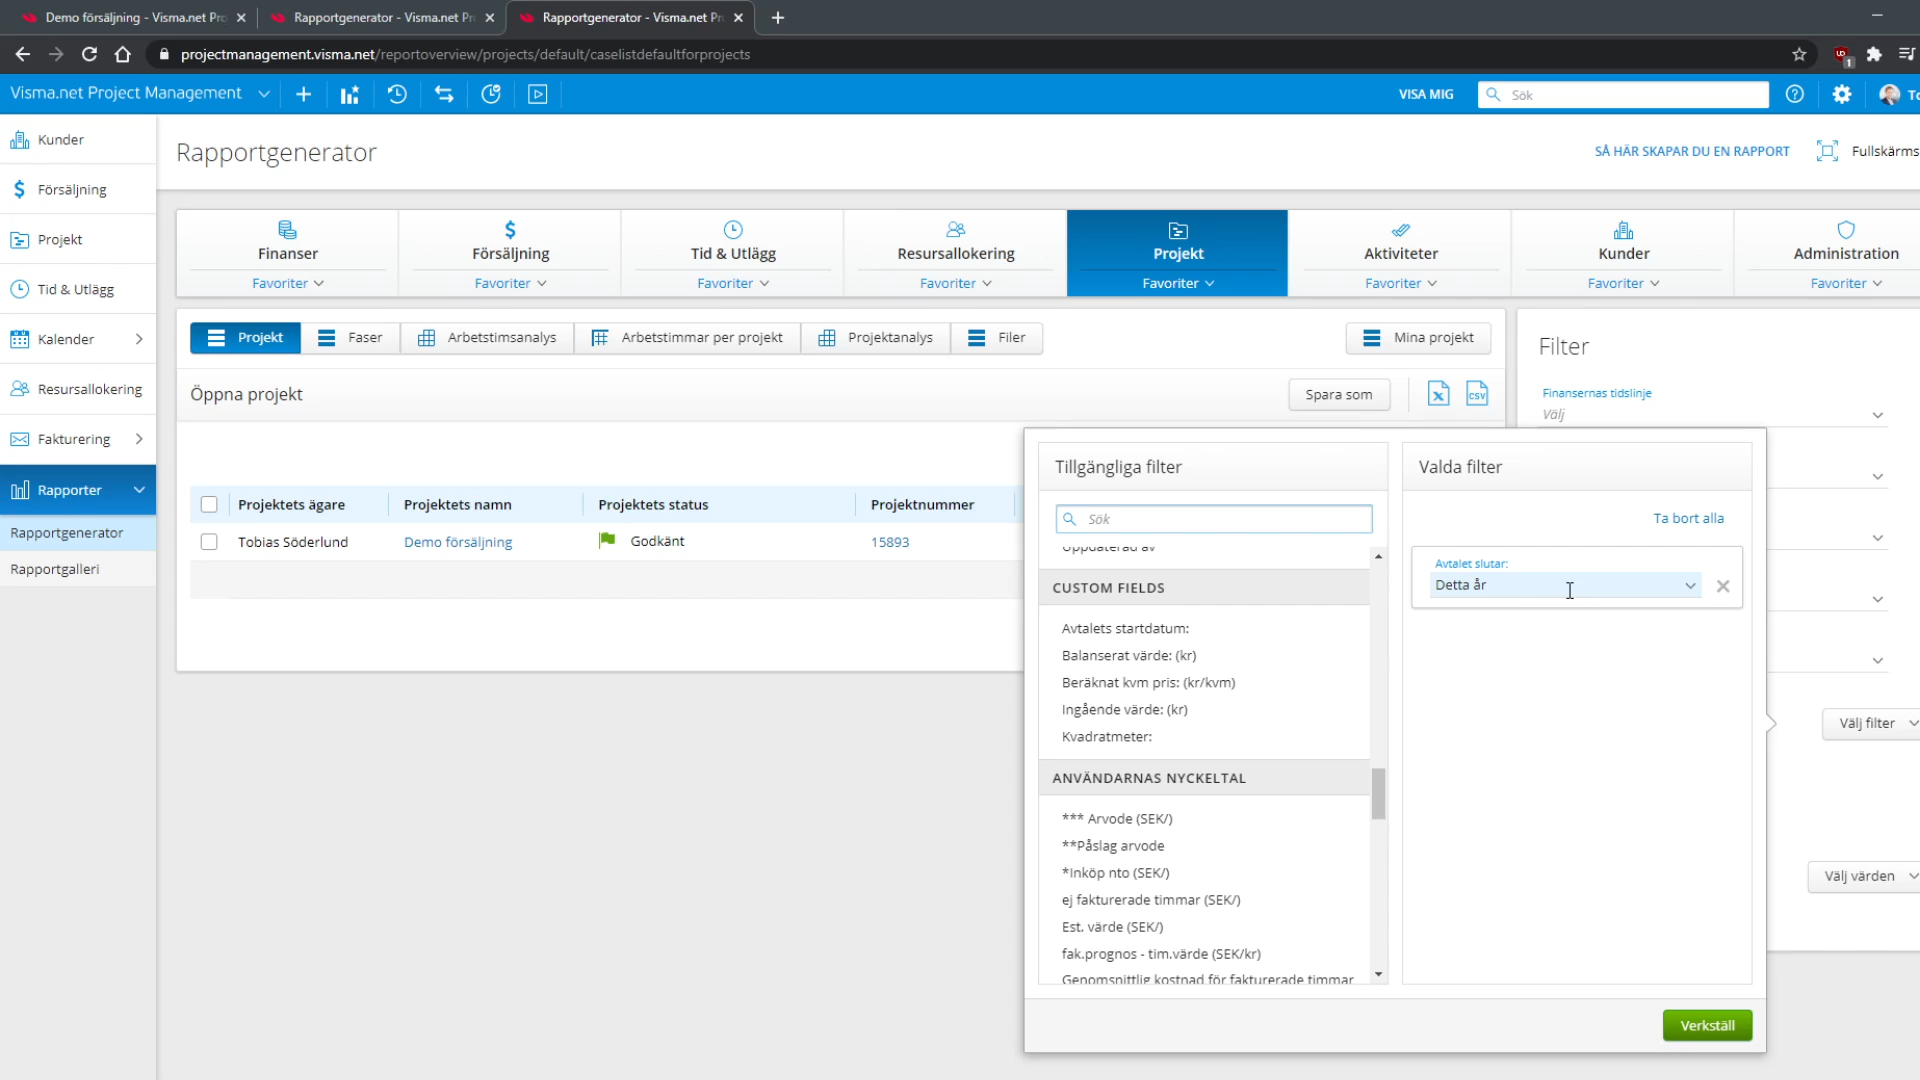 Demo försäljning - Visma.net Pro
Rapportgenerator - Visma.net Pr
Rapportgenerator - Visma.net Pr
projectmanagement.visma.net/reportoverview/projects/default/caselistdefaultforprojects
1
Visma.net Project Management
VISA MIG
Sök
To
Kunder
Försäljning
Projekt
Tid & Utlägg
Kalender
Resursallokering
Fakturering
Rapporter
Rapportgenerator
Rapportgalleri
Rapportgenerator
SÅ HÄR SKAPAR DU EN RAPPORT
Fullskärms
Finanser
Favoriter
Försäljning
Favoriter
Tid & Utlägg
Favoriter
Resursallokering
Favoriter
Projekt
Favoriter
Aktiviteter
Favoriter
Kunder
Favoriter
Administration
Favoriter
Projekt
Faser
Arbetstimsanalys
Arbetstimmar per projekt
Projektanalys
Filer
Mina projekt
Öppna projekt
Spara som
CSV
Projektets ägare
Projektets namn
Projektets status
Projektnummer
Tobias Söderlund
Demo försäljning
Godkänt
15893
Filter
Finansernas tidslinje
Välj
Välj filter
Välj värden
Tillgängliga filter
Sök
Uppdaterad av
CUSTOM FIELDS
Avtalets startdatum:
Balanserat värde: (kr)
Beräknat kvm pris: (kr/kvm)
Ingående värde: (kr)
Kvadratmeter:
ANVÄNDARNAS NYCKELTAL
*** Arvode (SEK/)
**Påslag arvode
*Inköp nto (SEK/)
ej fakturerade timmar (SEK/)
Est. värde (SEK/)
fak.prognos - tim.värde (SEK/kr)
Genomsnittlig kostnad för fakturerade timmar
Valda filter
Ta bort alla
Avtalet slutar:
Detta år
Verkställ